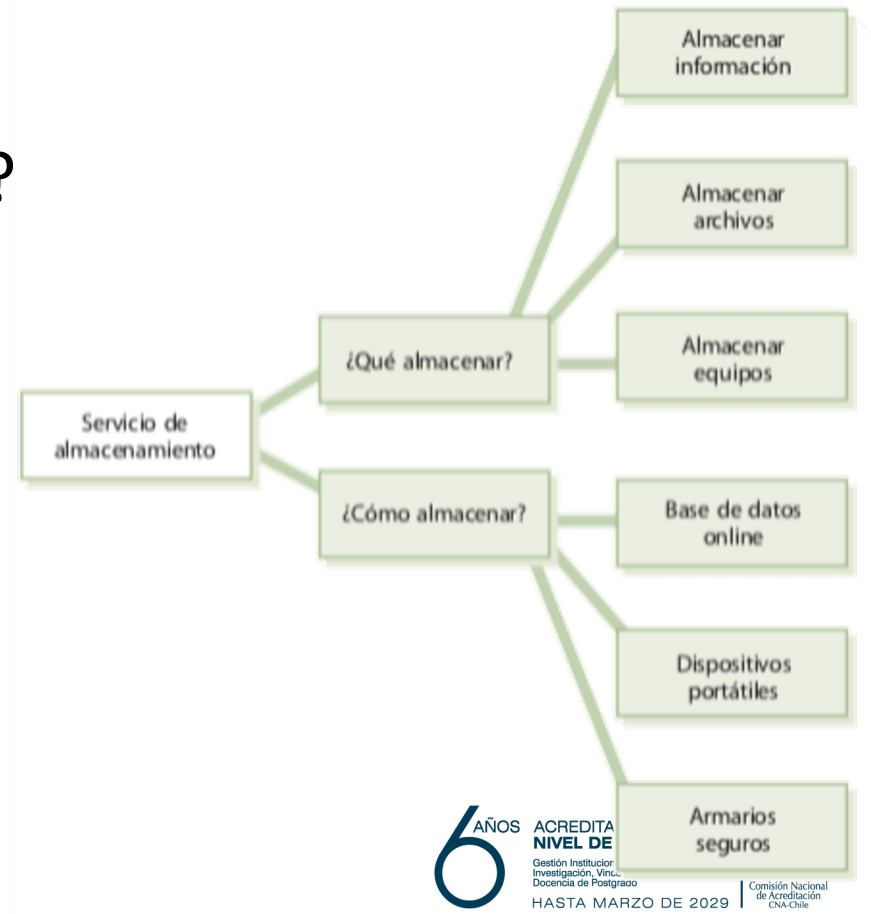 ?
Almacenar
información
Almacenar
archivos
¿Qué almacenar?
Almacenar
equipos
Servicio de
almacenamiento
¿Cómo almacenar?
Base de datos
online
Dispositivos
portátiles
Armarios
seguros
6 AÑOS
ACREDITA
NIVEL DE
Gestión Institucion
Investigación, Vinc
Docencia de Postgrado
HASTA MARZO DE 2029
Comisión Nacional
de Acreditación
CNA-Chile